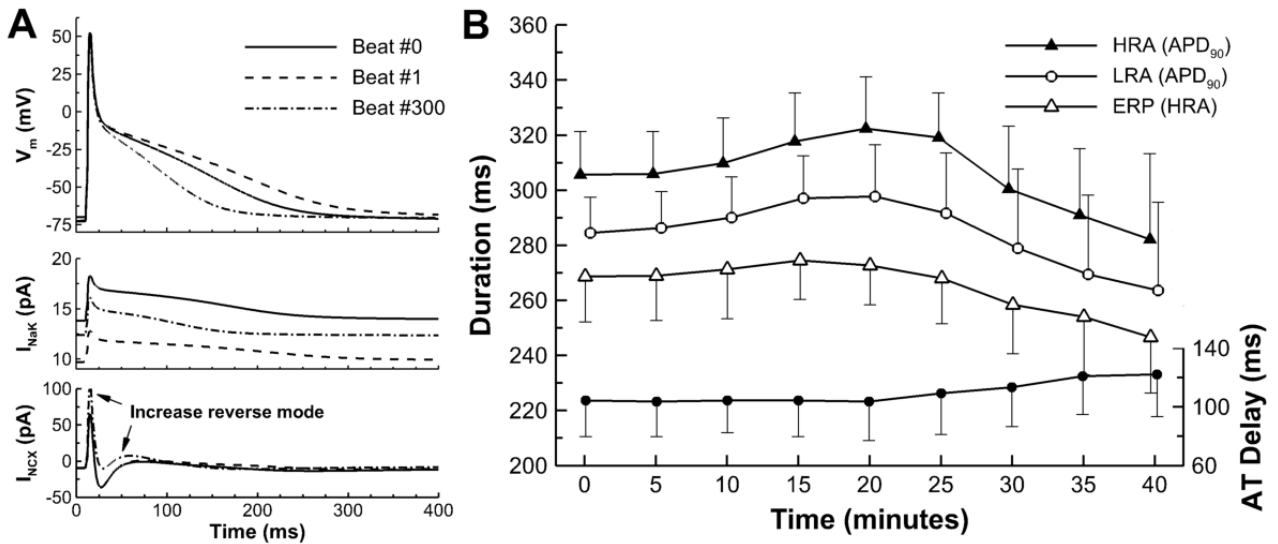 A
50
25
0
-25
-50
-75
Vm (mV)
Beat #0
Beat #1
Beat #300
20
15
10
INaK (pA)
100
50
0
-50
INCX (pA)
Increase reverse mode
0 100 200 300 400
Time (ms)
B
360
340
320
300
280
260
240
220
200
Duration (ms)
HRA (APD90)
LRA (APD90)
ERP (HRA)
140
100
60
AT Delay (ms)
0 5 10 15 20 25 30 35 40
Time (minutes)